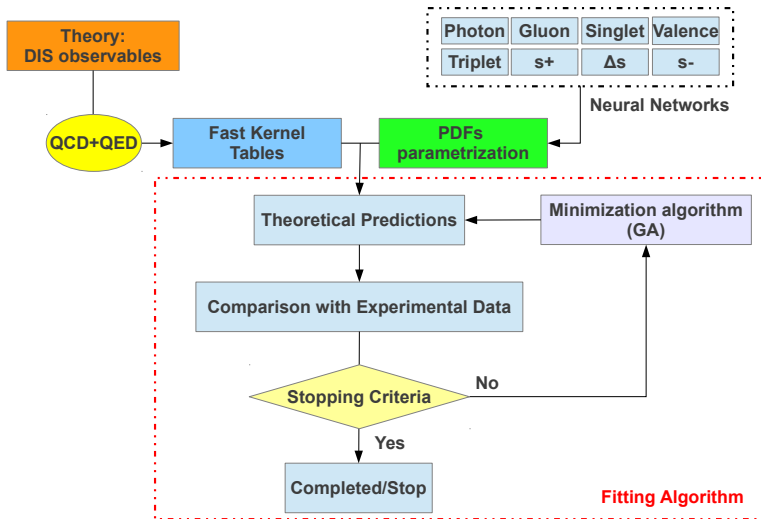 Theory:
DIS observables
Photon Gluon Singlet Valence
Triplet s+ Δs s-
Neural Networks
QCD+QED
Fast Kernel
Tables
PDFs
parametrization
Theoretical Predictions
Minimization algorithm
(GA)
Comparison with Experimental Data
Stopping Criteria
No
Yes
Completed/Stop
Fitting Algorithm